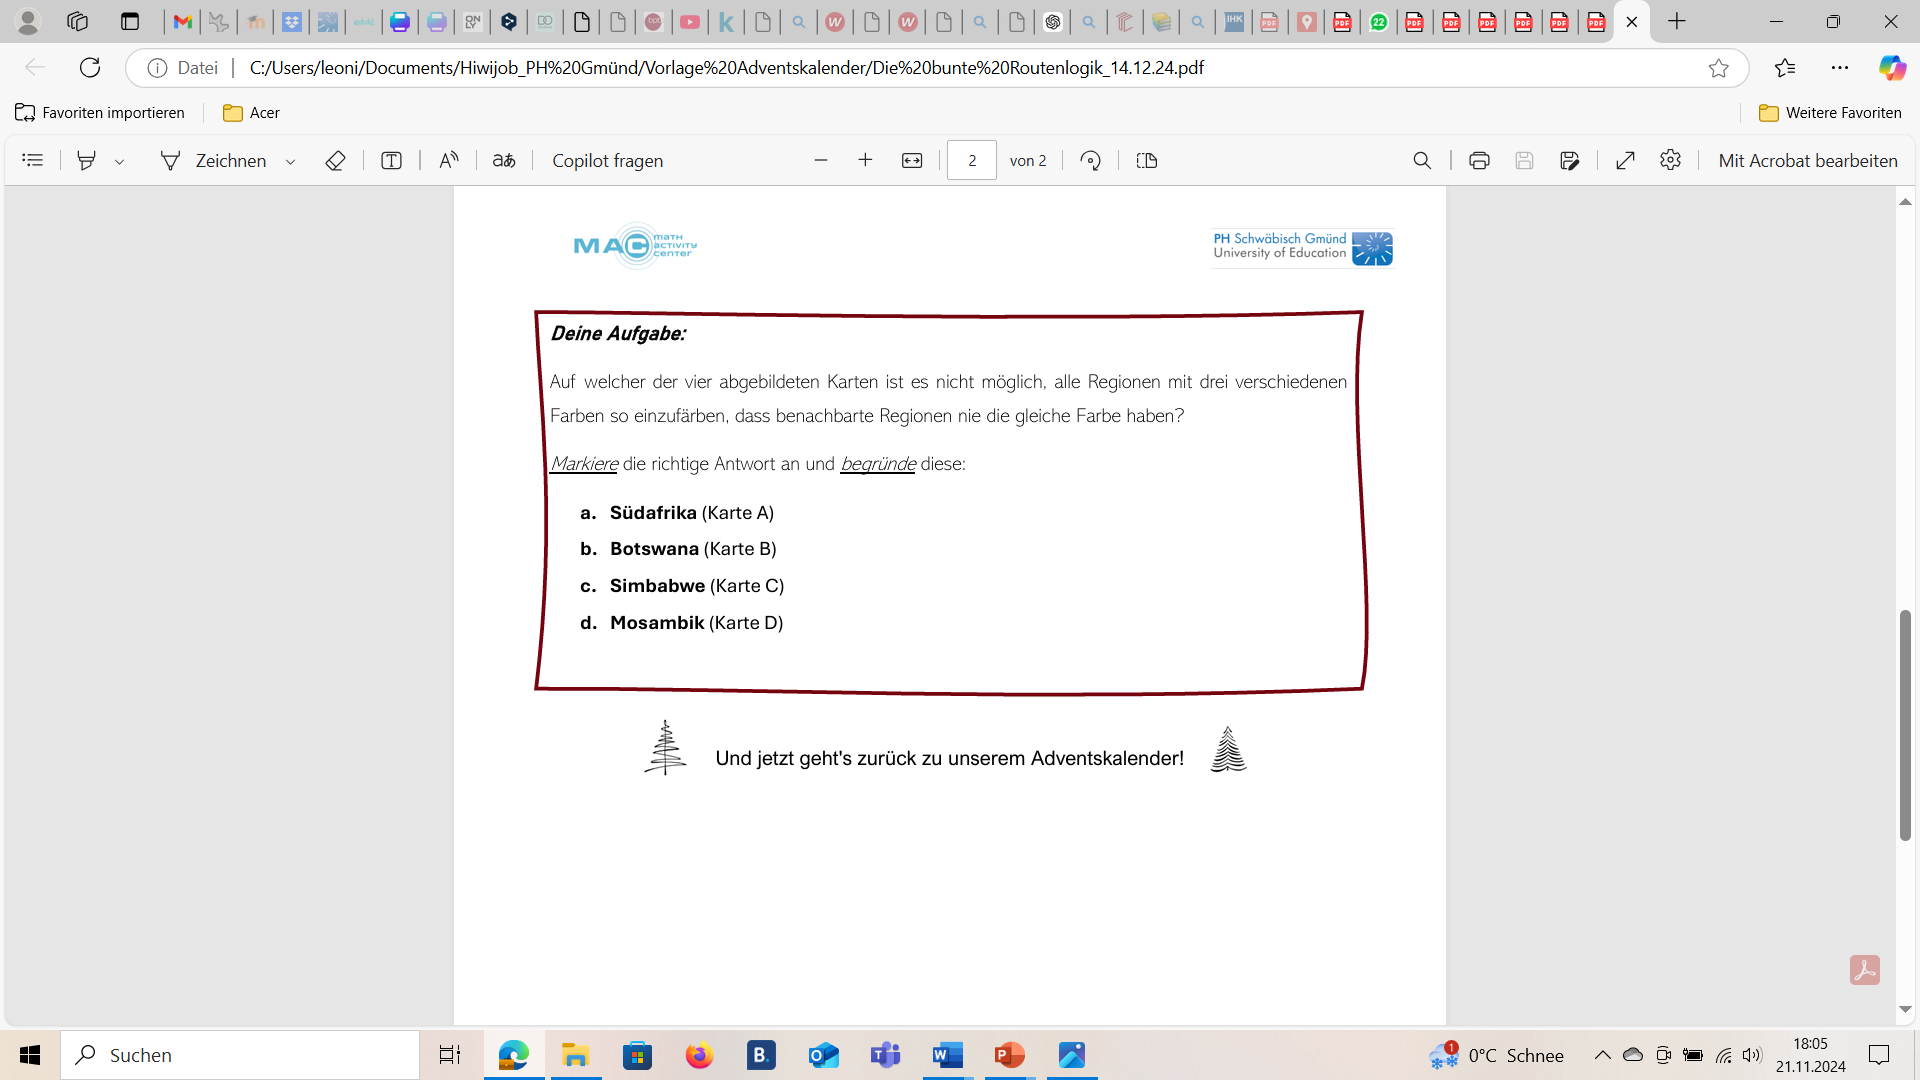 Datei
C:/Users/leoni/Documents/Hiwijob_PH%20Gmünd/Vorlage%20Adventskalender/Die%20bunte%20Routenlogik_14.12.24.pdf
Favoriten importieren
Acer
Weitere Favoriten
Zeichnen
Copilot fragen
2
von 2
Mit Acrobat bearbeiten
MAC math activity center
PH Schwäbisch Gmünd
University of Education
Deine Aufgabe:
Auf welcher der vier abgebildeten Karten ist es nicht möglich, alle Regionen mit drei verschiedenen
Farben so einzufärben, dass benachbarte Regionen nie die gleiche Farbe haben?
Markiere die richtige Antwort an und begründe diese:
a. Südafrika (Karte A)
b. Botswana (Karte B)
c. Simbabwe (Karte C)
d. Mosambik (Karte D)
Und jetzt geht's zurück zu unserem Adventskalender!
Suchen
0°C Schnee
18:05
21.11.2024